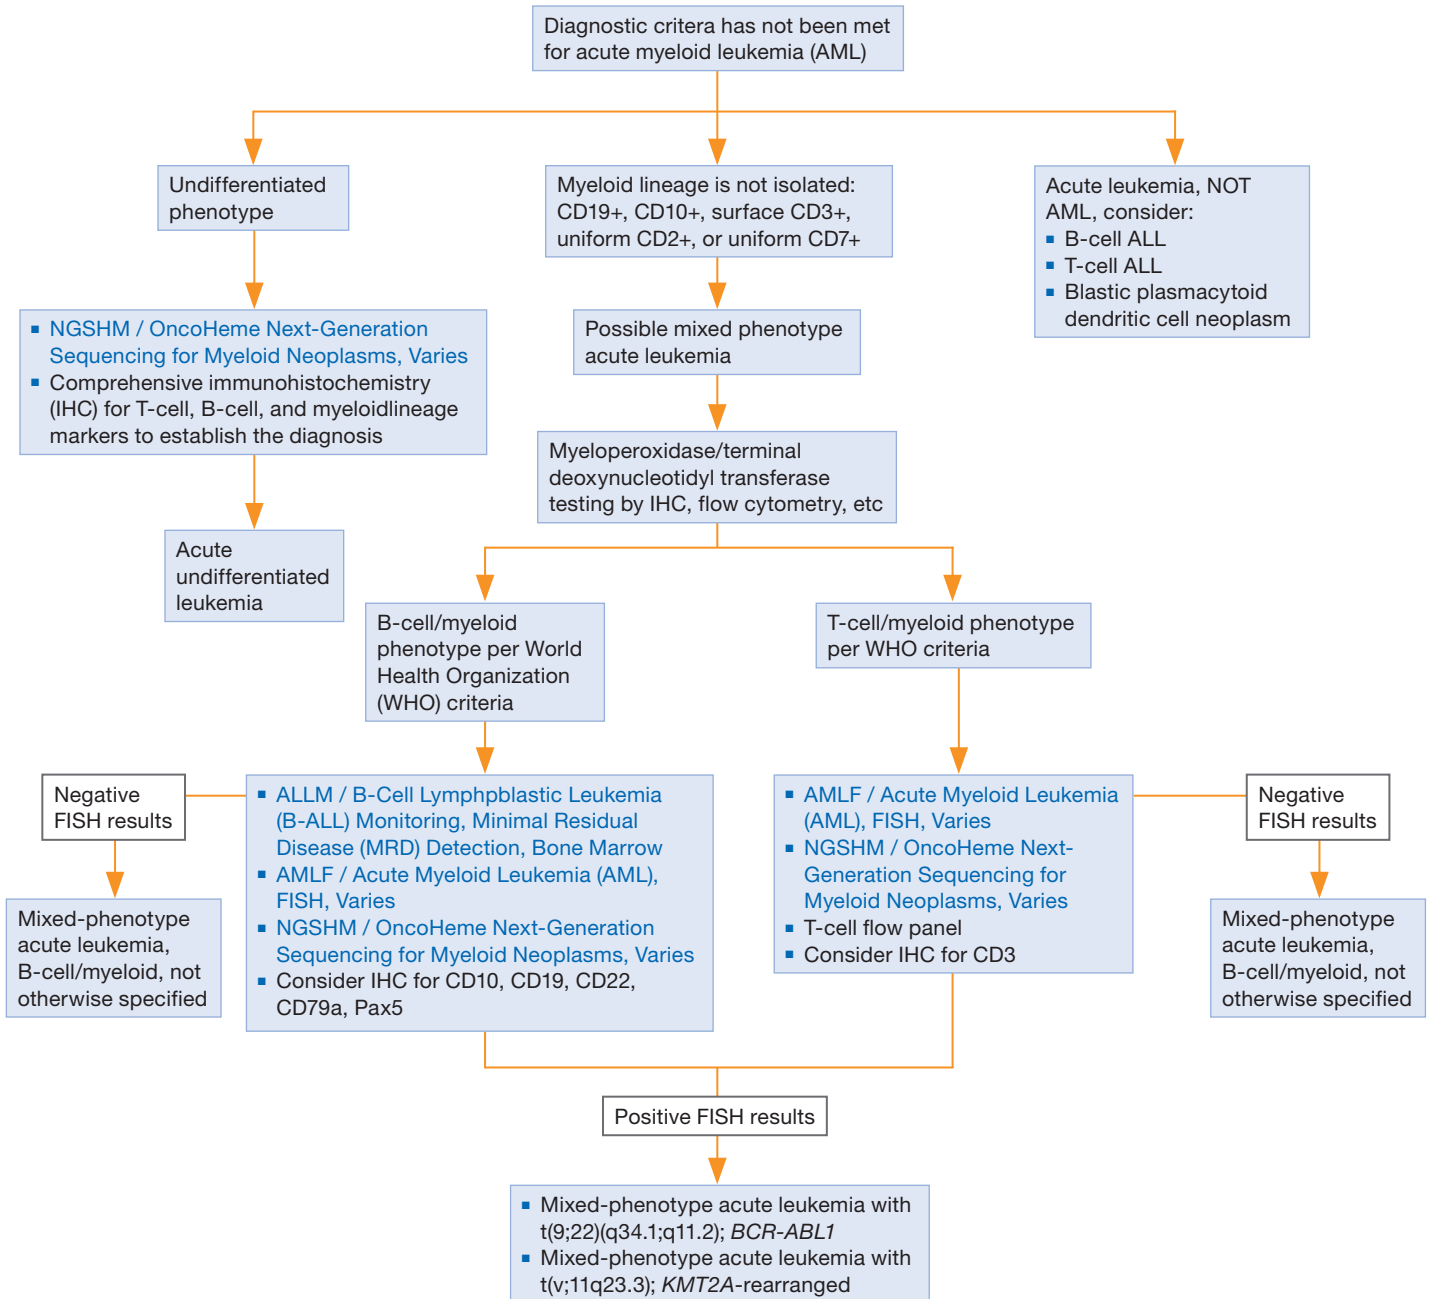 Diagnostic critera has not been met
for acute myeloid leukemia (AML)
Undifferentiated
phenotype
Myeloid lineage is not isolated:
CD19+, CD10+, surface CD3+,
uniform CD2+, or uniform CD7+
Acute leukemia, NOT
AML, consider:
▪ B-cell ALL
▪ T-cell ALL
▪ Blastic plasmacytoid
dendritic cell neoplasm
▪ NGSHM / OncoHeme Next-Generation
Sequencing for Myeloid Neoplasms, Varies
▪ Comprehensive immunohistochemistry
(IHC) for T-cell, B-cell, and myeloidlineage
markers to establish the diagnosis
Possible mixed phenotype
acute leukemia
Myeloperoxidase/terminal
deoxynucleotidyl transferase
testing by IHC, flow cytometry, etc
Acute
undifferentiated
leukemia
B-cell/myeloid
phenotype per World
Health Organization
(WHO) criteria
T-cell/myeloid phenotype
per WHO criteria
Negative
FISH results
▪ ALLM / B-Cell Lymphpblastic Leukemia
(B-ALL) Monitoring, Minimal Residual
Disease (MRD) Detection, Bone Marrow
▪ AMLF / Acute Myeloid Leukemia (AML),
FISH, Varies
▪ NGSHM / OncoHeme Next-Generation
Sequencing for Myeloid Neoplasms, Varies
▪ Consider IHC for CD10, CD19, CD22,
CD79a, Pax5
▪ AMLF / Acute Myeloid Leukemia
(AML), FISH, Varies
▪ NGSHM / OncoHeme Next-
Generation Sequencing for
Myeloid Neoplasms, Varies
▪ T-cell flow panel
▪ Consider IHC for CD3
Negative
FISH results
Mixed-phenotype
acute leukemia,
B-cell/myeloid, not
otherwise specified
Mixed-phenotype
acute leukemia,
B-cell/myeloid, not
otherwise specified
Positive FISH results
▪ Mixed-phenotype acute leukemia with
t(9;22)(q34.1;q11.2); BCR-ABL1
▪ Mixed-phenotype acute leukemia with
t(v;11q23.3); KMT2A-rearranged